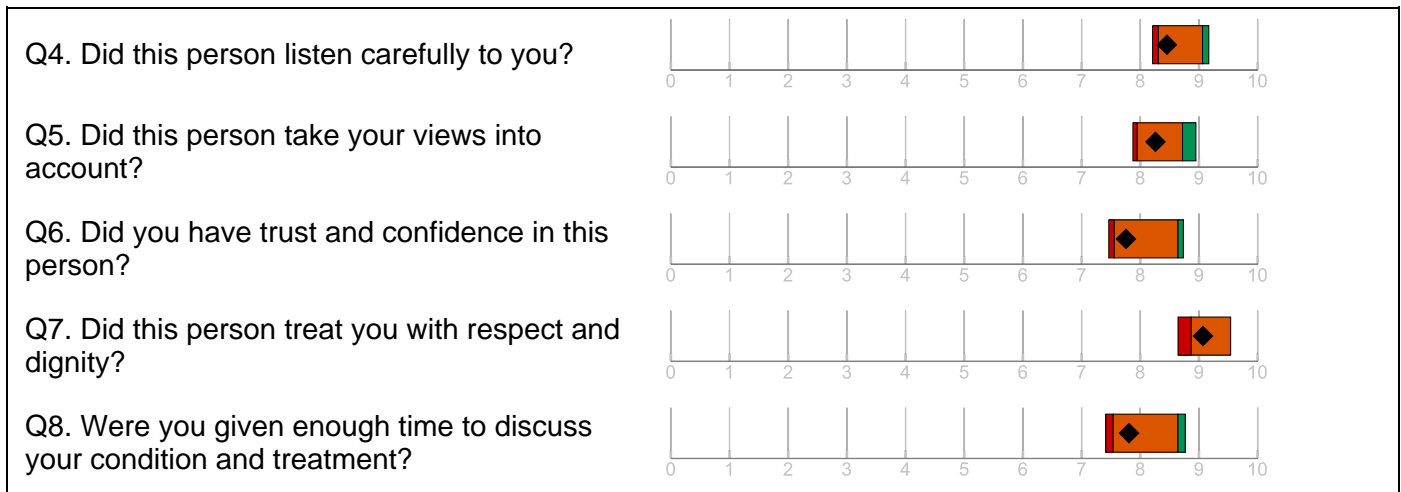 Q4. Did this person listen carefully to you?
0 1 2 3 4 5 6 7 8 9 10
Q5. Did this person take your views into
account?
0 1 2 3 4 5 6 7 8 9 10
Q6. Did you have trust and confidence in this
person?
0 1 2 3 4 5 6 7 8 9 10
Q7. Did this person treat you with respect and
dignity?
0 1 2 3 4 5 6 7 8 9 10
Q8. Were you given enough time to discuss
your condition and treatment?
0 1 2 3 4 5 6 7 8 9 10